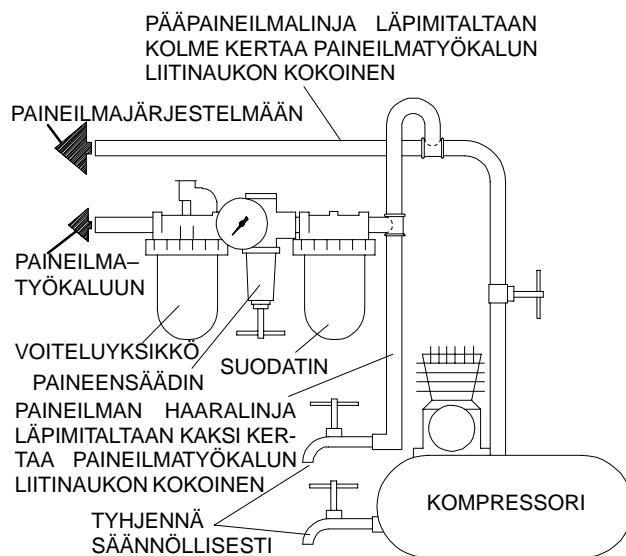 PÄÄPAINEILMALINJA LÄPIMITALTAAN
KOLME KERTAA PAINEILMATYÖKALUN
LIITINAUKON KOKOINEN
PAINEILMAJÄRJESTELMÄÄN
PAINEILMA–
TYÖKALUUN
VOITELUYKSIKKÖ
SUODATIN
PAINEENSÄÄDIN
PAINEILMAN HAARALINJA
LÄPIMITALTAAN KAKSI KER-
TAA PAINEILMATYÖKALUN
LIITINAUKON KOKOINEN
KOMPRESSORI
TYHJENNÄ
SÄÄNNÖLLISESTI